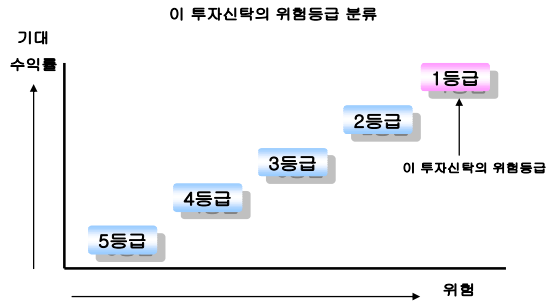 이 투자신탁의 위험등급 분류
기대
수익률
1등급
2등급
이 투자신탁의 위험등급
3등급
4등급
5등급
위험